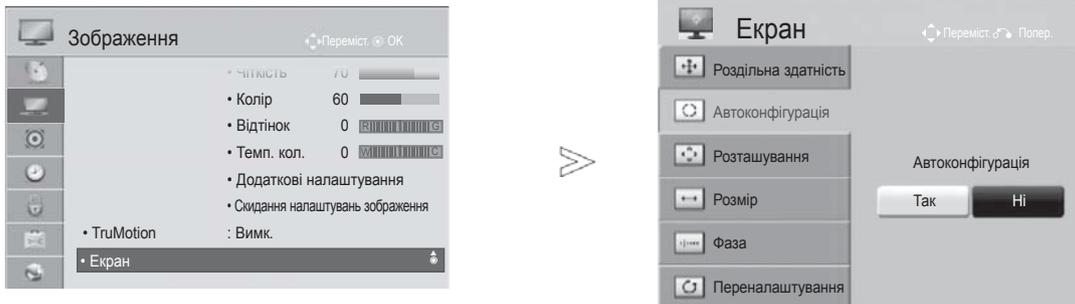 Зображення
Переміст. OK
• Чіткість 70
• Колір 60
• Відтінок 0 R G
• Темп. кол. 0 W C
• Додаткові налаштування
• Скидання налаштувань зображення
• TruMotion : Вимк.
• Екран
Екран
Переміст. Попер.
Роздільна здатність
Автоконфігурація
Розташування
Розмір
Фаза
Переналаштування
Автоконфігурація
Так Ні